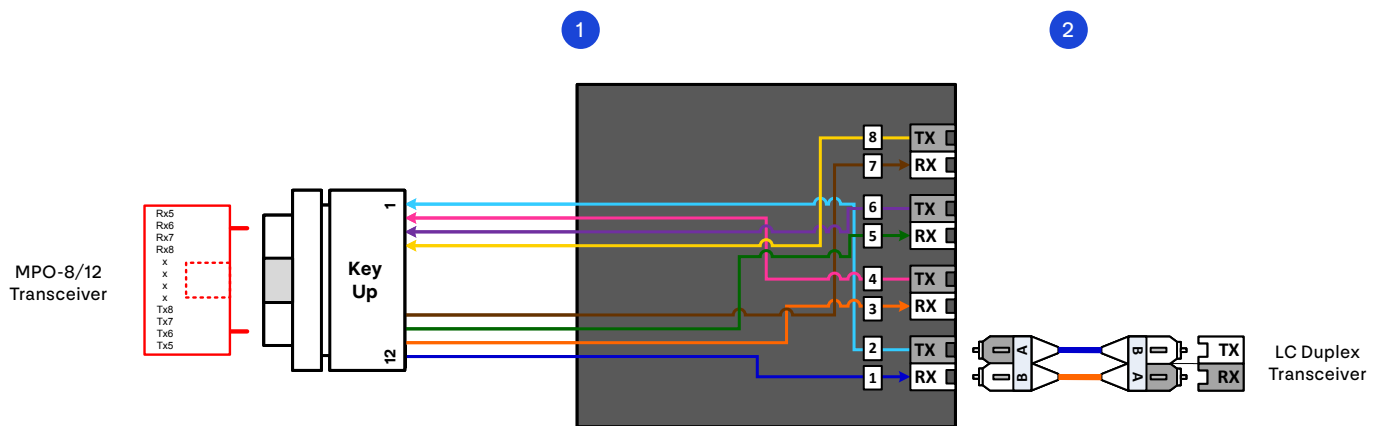 1
2
MPO-8/12
Transceiver
Rx5
Rx6
Rx7
Rx8
x
x
x
x
Tx8
Tx7
Tx6
Tx5
Key
Up
1
12
8
TX
7
RX
6
TX
5
RX
4
TX
3
RX
2
TX
1
RX
A
B
B
A
TX
RX
LC Duplex
Transceiver